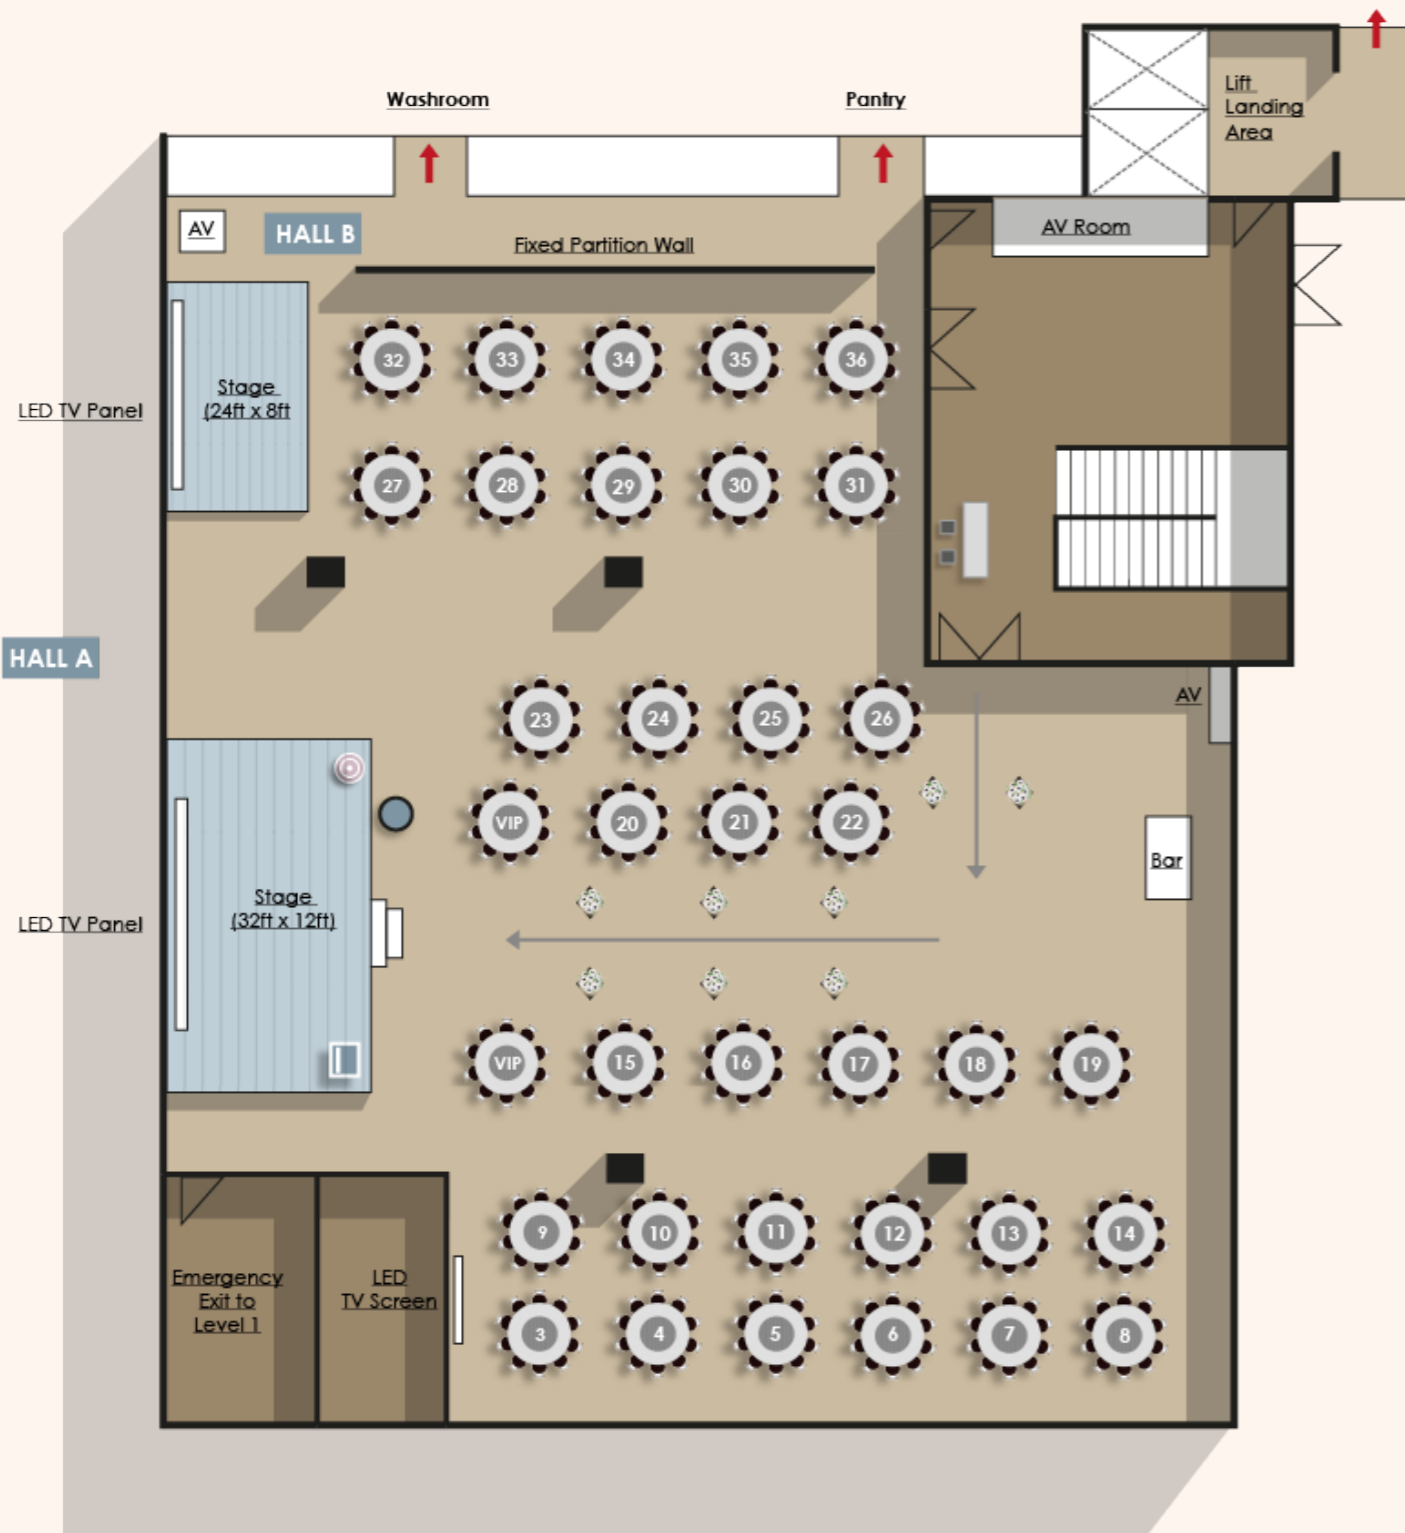 Washroom
Pantry
Lift
Landing
Area
AV
HALL B
Fixed Partition Wall
AV Room
32
33
34
35
36
LED TV Panel
Stage
(24ft x 8ft
27
28
29
30
31
HALL A
AV
23
24
25
26
VIP
20
21
22
Bar
LED TV Panel
Stage
(32ft x 12ft)
VIP
15
16
17
18
19
9
10
11
12
13
14
Emergency
Exit to
Level 1
LED
TV Screen
3
4
5
6
7
8